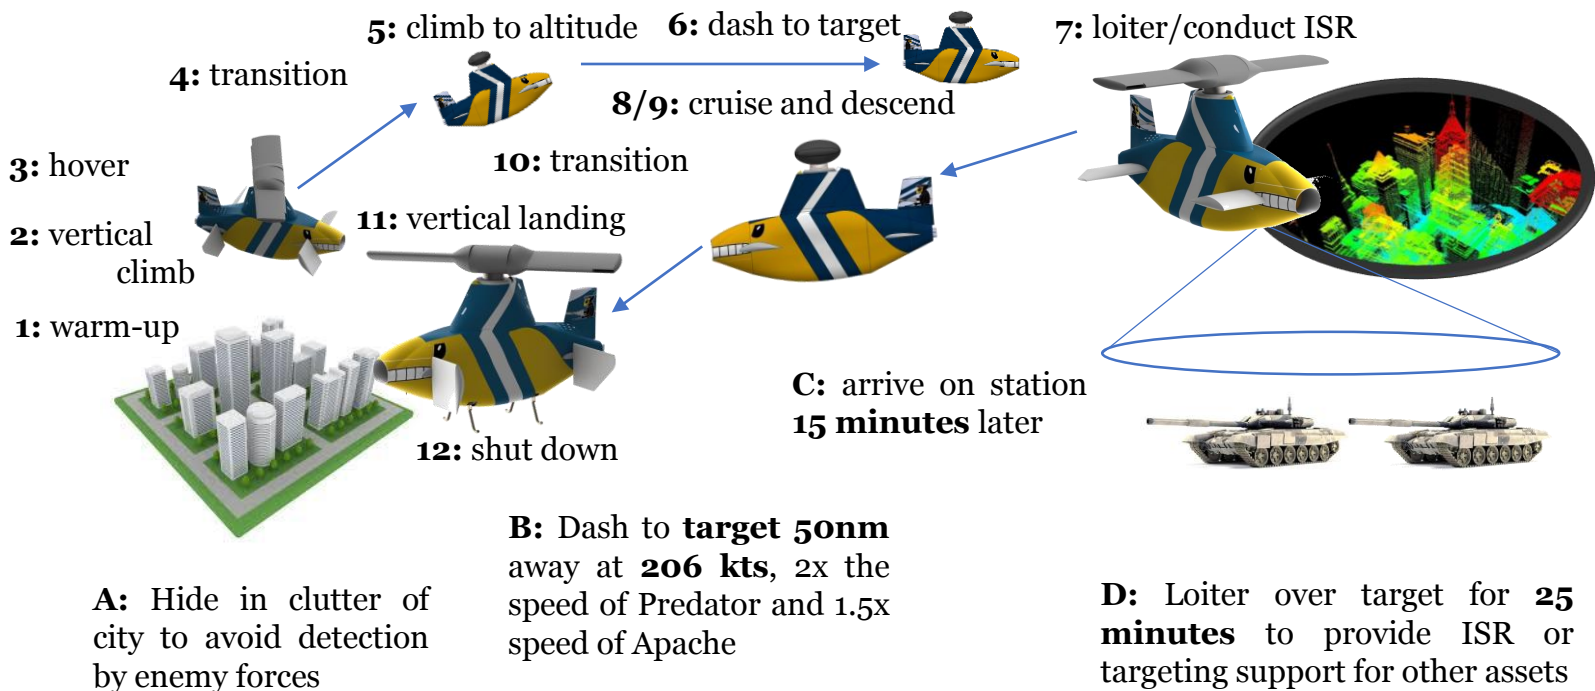 5: climb to altitude
6: dash to target
7: loiter/conduct ISR
4: transition
8/9: cruise and descend
3: hover
10: transition
11: vertical landing
2: vertical
climb
1: warm-up
C: arrive on station
15 minutes later
12: shut down
B: Dash to target 50nm
away at 206 kts, 2x the
speed of Predator and 1.5x
speed of Apache
A: Hide in clutter of
city to avoid detection
by enemy forces
D: Loiter over target for 25
minutes to provide ISR or
targeting support for other assets